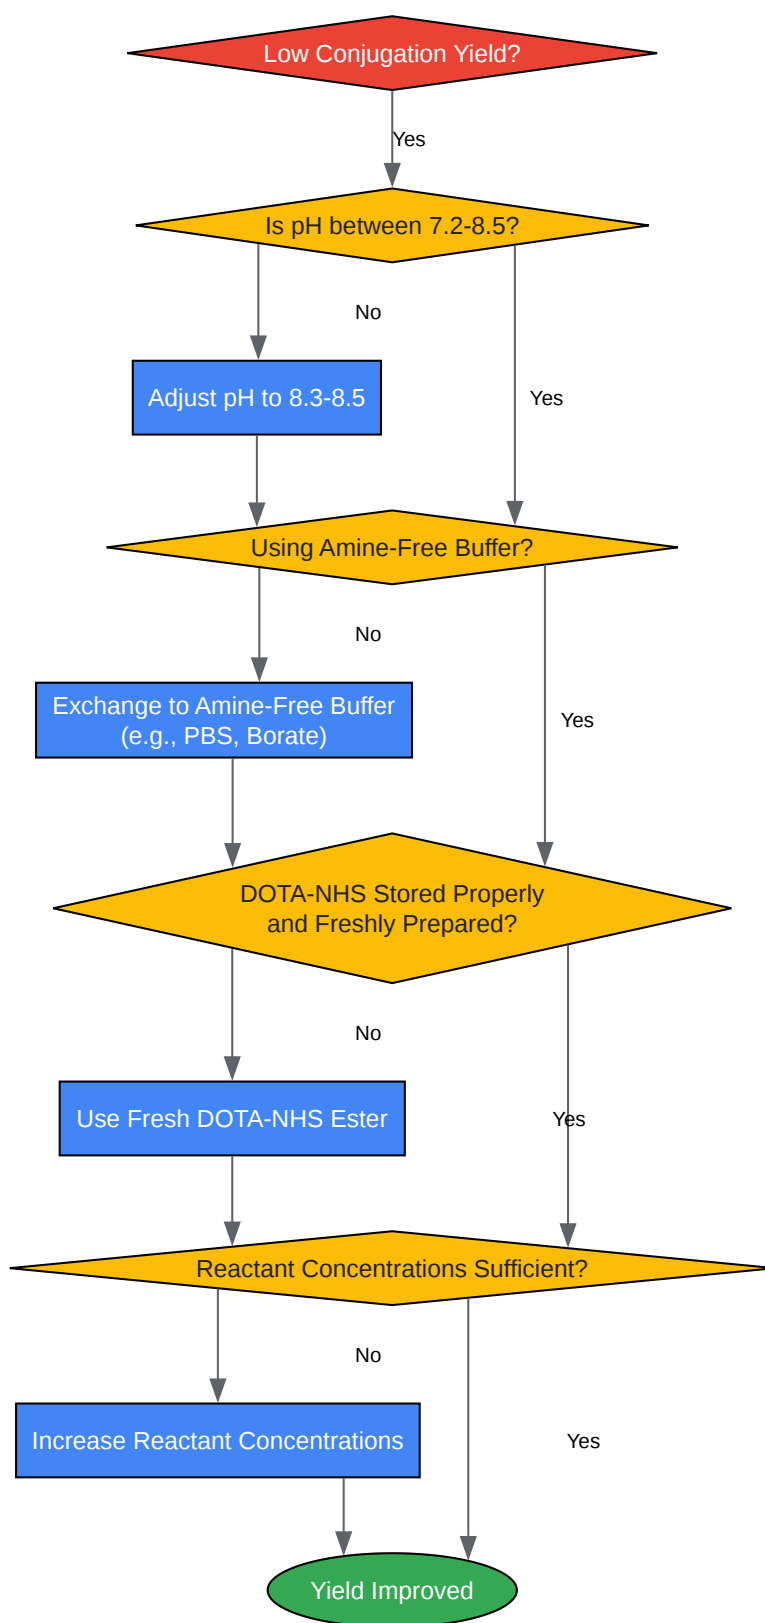 Low Conjugation Yield?
Yes
Is pH between 7.2-8.5?
No
Adjust pH to 8.3-8.5
Yes
Using Amine-Free Buffer?
No
Exchange to Amine-Free Buffer
(e.g., PBS, Borate)
Yes
DOTA-NHS Stored Properly
and Freshly Prepared?
No
Use Fresh DOTA-NHS Ester
Yes
Reactant Concentrations Sufficient?
No
Increase Reactant Concentrations
Yes
Yield Improved